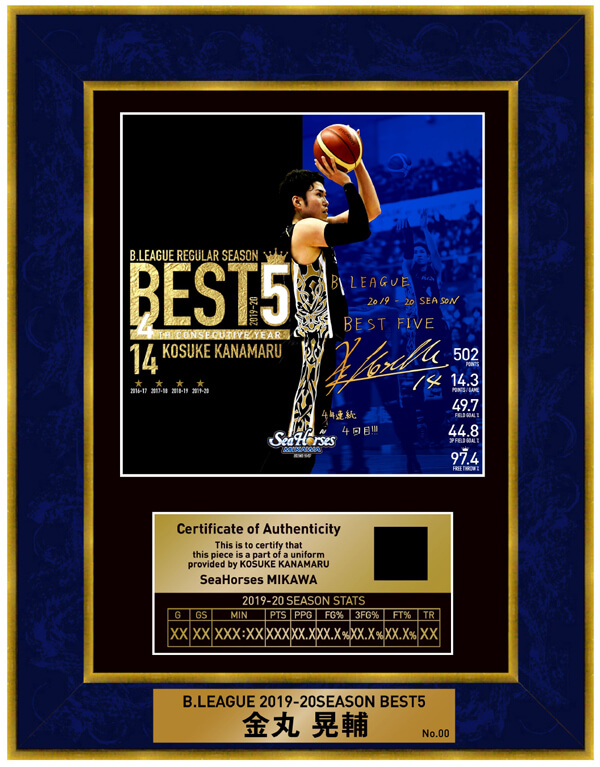 B.LEAGUE REGULAR SEASON
BEST5
2019-20
4TH CONSECUTIVE YEAR
14 KOSUKE KANAMARU
2016-17 2017-18 2018-19 2019-20
B LEAGUE
2019-20 SEASON
BEST FIVE
14
4年連続
4回目!!!
502
POINTS
14.3
POINTS/GAME
49.7
FIELD GOAL%
44.8
3P FIELD GOAL%
97.4
FREE THROW%
SeaHorses
MIKAWA
Certificate of Authenticity
This is to certify that
this piece is a part of a uniform
provided by KOSUKE KANAMARU
SeaHorses MIKAWA
2019-20 SEASON STATS
G GS MIN PTS PPG FG% 3FG% FT% TR
XX XX XXX:XX XXX XX.X XX.X% XX.X% XX.X% XX
B.LEAGUE 2019-20SEASON BEST5
金丸 晃輔
No.00